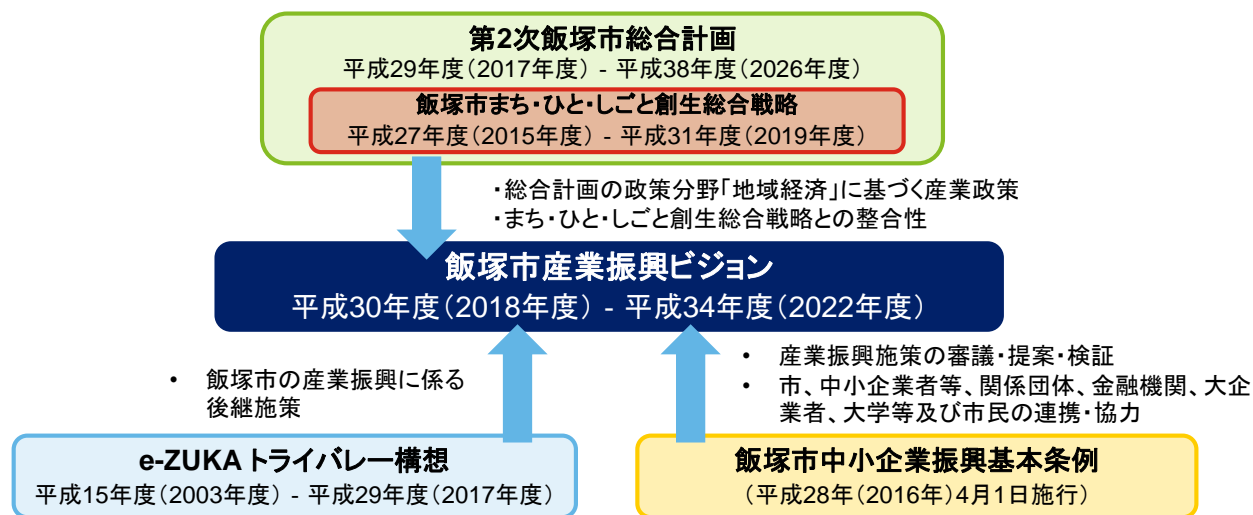 第2次飯塚市総合計画
平成29年度（2017年度） - 平成38年度（2026年度）
飯塚市まち・ひと・しごと創生総合戦略
平成27年度（2015年度） - 平成31年度（2019年度）
・総合計画の政策分野「地域経済」に基づく産業政策
・まち・ひと・しごと創生総合戦略との整合性
飯塚市産業振興ビジョン
平成30年度（2018年度） - 平成34年度（2022年度）
• 飯塚市の産業振興に係る
後継施策
• 産業振興施策の審議・提案・検証
• 市、中小企業者等、関係団体、金融機関、大企
業者、大学等及び市民の連携・協力
e-ZUKA トライバレー構想
平成15年度（2003年度） - 平成29年度（2017年度）
飯塚市中小企業振興基本条例
（平成28年（2016年）4月1日施行）